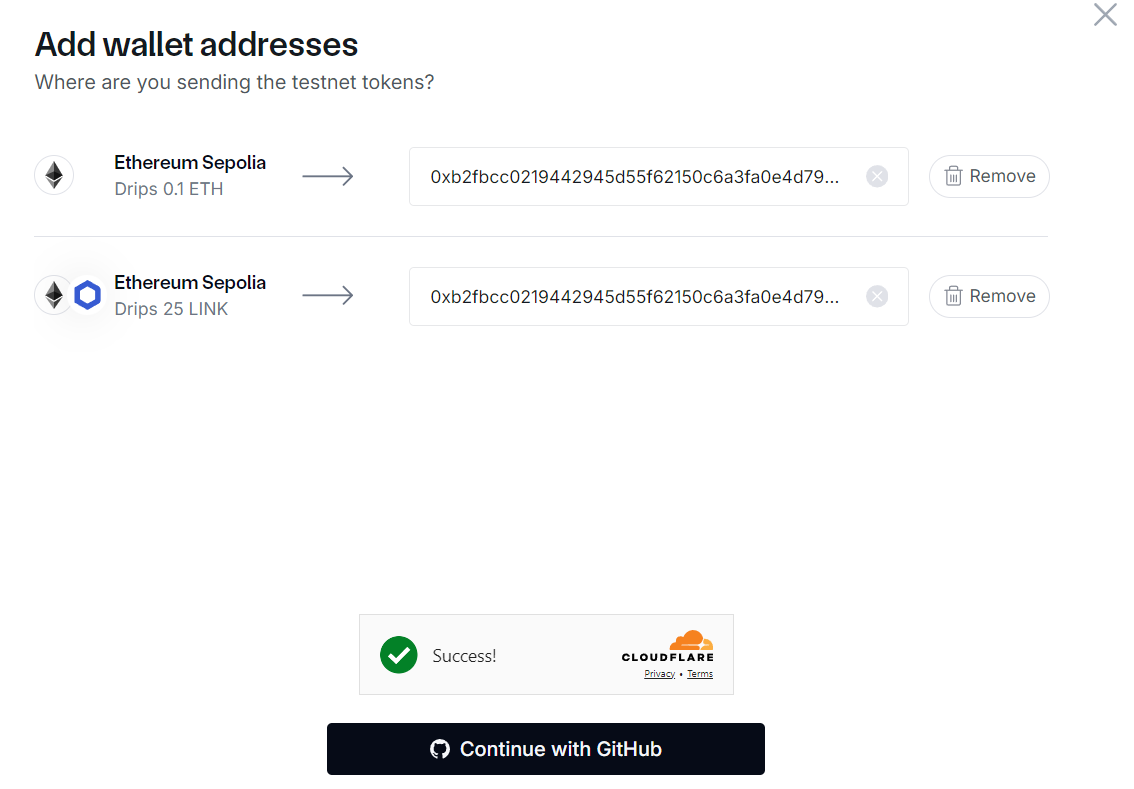 Add wallet addresses
Where are you sending the testnet tokens?
Ethereum Sepolia
Drips 0.1 ETH
0xb2fbcc0219442945d55f62150c6a3fa0e4d79...
Remove
Ethereum Sepolia
Drips 25 LINK
0xb2fbcc0219442945d55f62150c6a3fa0e4d79...
Remove
Success!
CLOUDFLARE
Privacy • Terms
Continue with GitHub